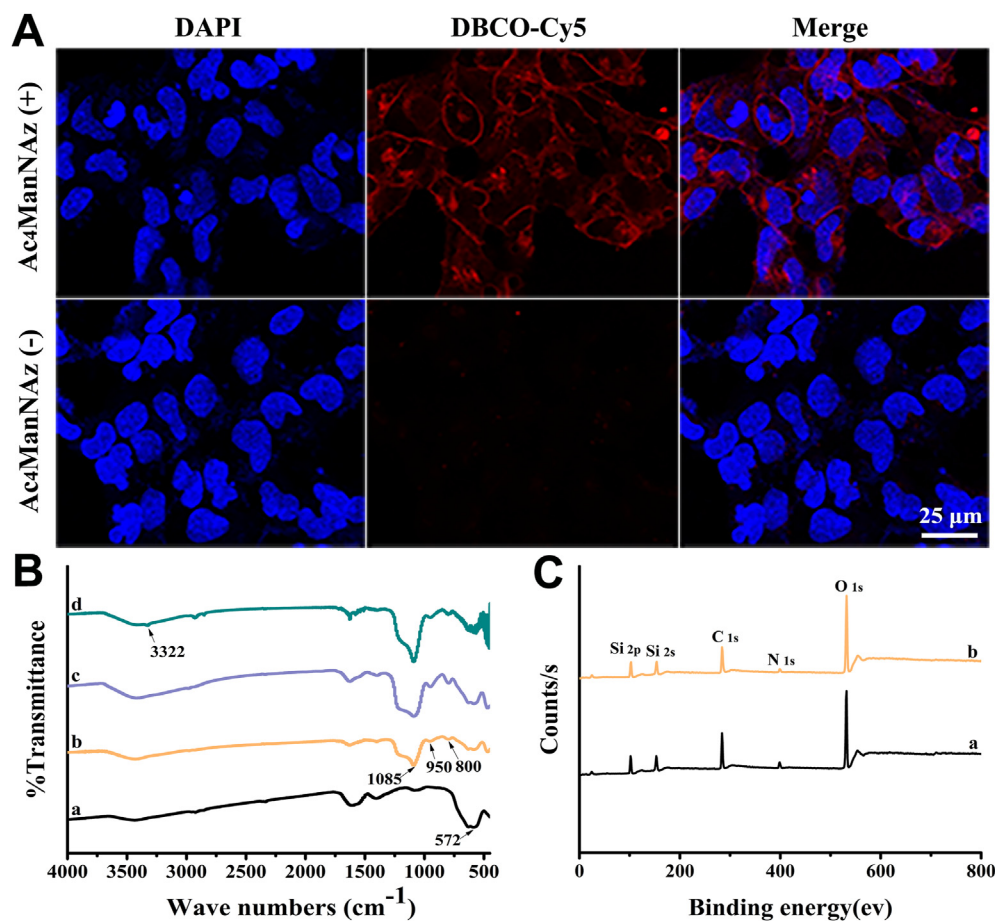 A
DAPI
DBCO-Cy5
Merge
Ac4ManNAz (+)
Ac4ManNAz (-)
25 μm
B
d
3322
c
b
1085
950
800
a
572
%Transmittance
4000 3500 3000 2500 2000 1500 1000 500
Wave numbers (cm-1)
C
O 1s
Si 2p
Si 2s
C 1s
N 1s
b
a
Counts/s
0 200 400 600 800
Binding energy(ev)